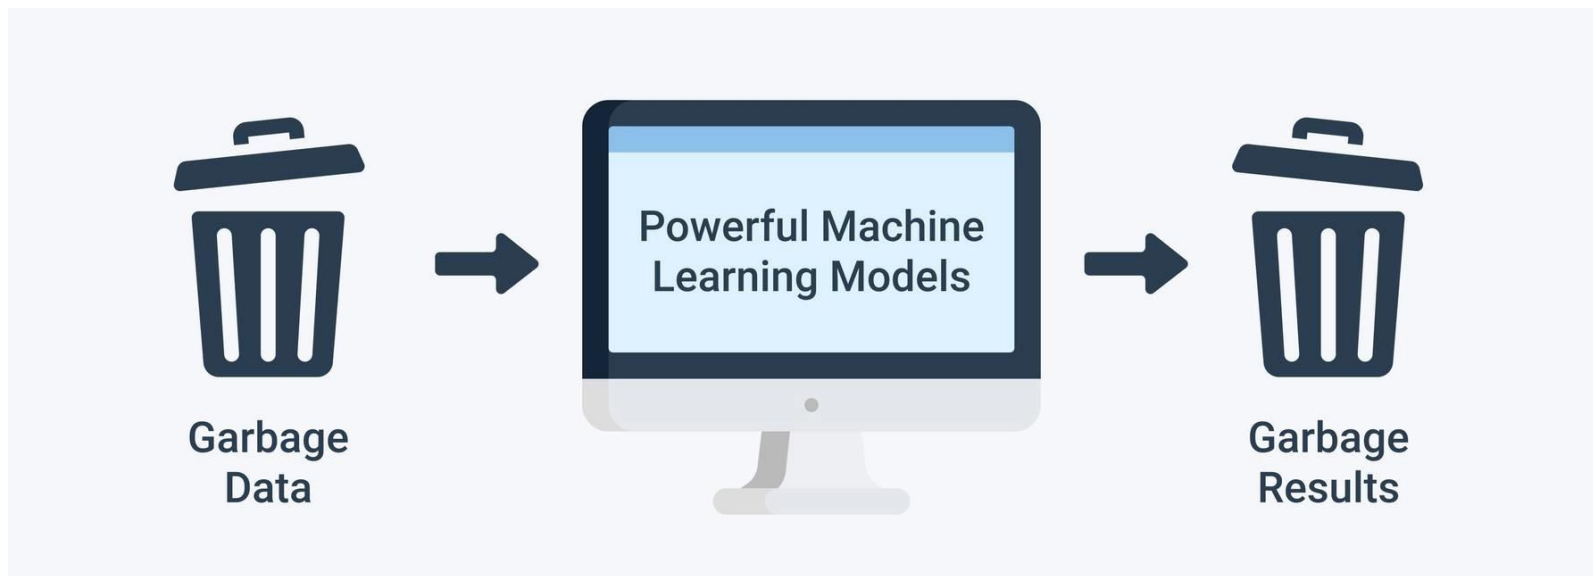 Powerful Machine
Learning Models
Garbage
Data
Garbage
Results